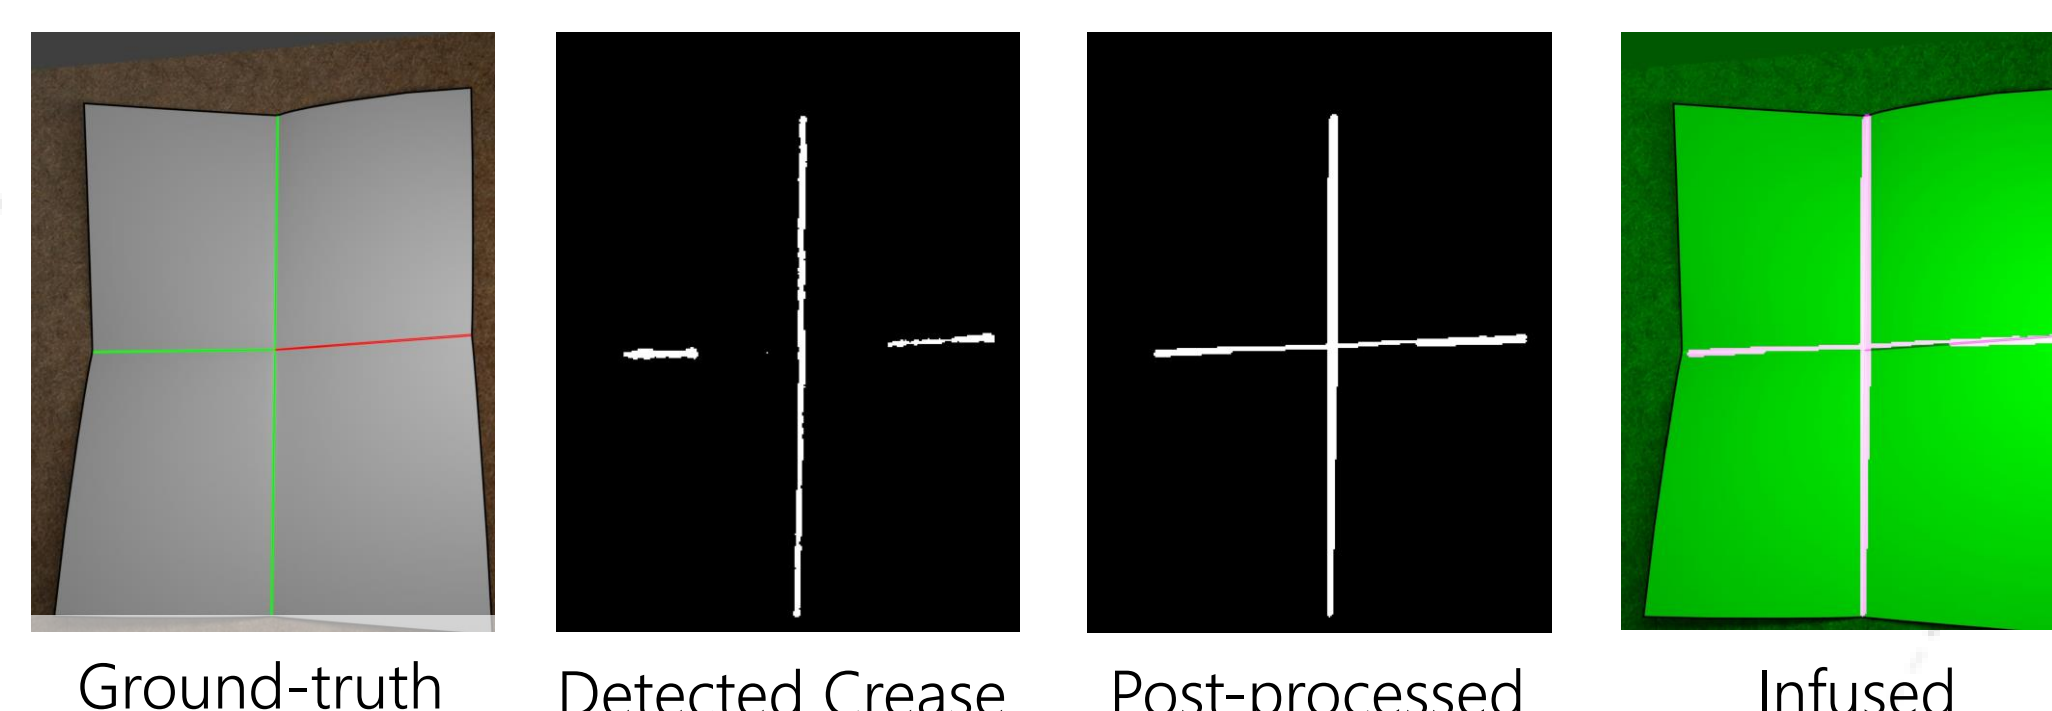 Ground-truth
Detected Crease
Post-processed
Infused